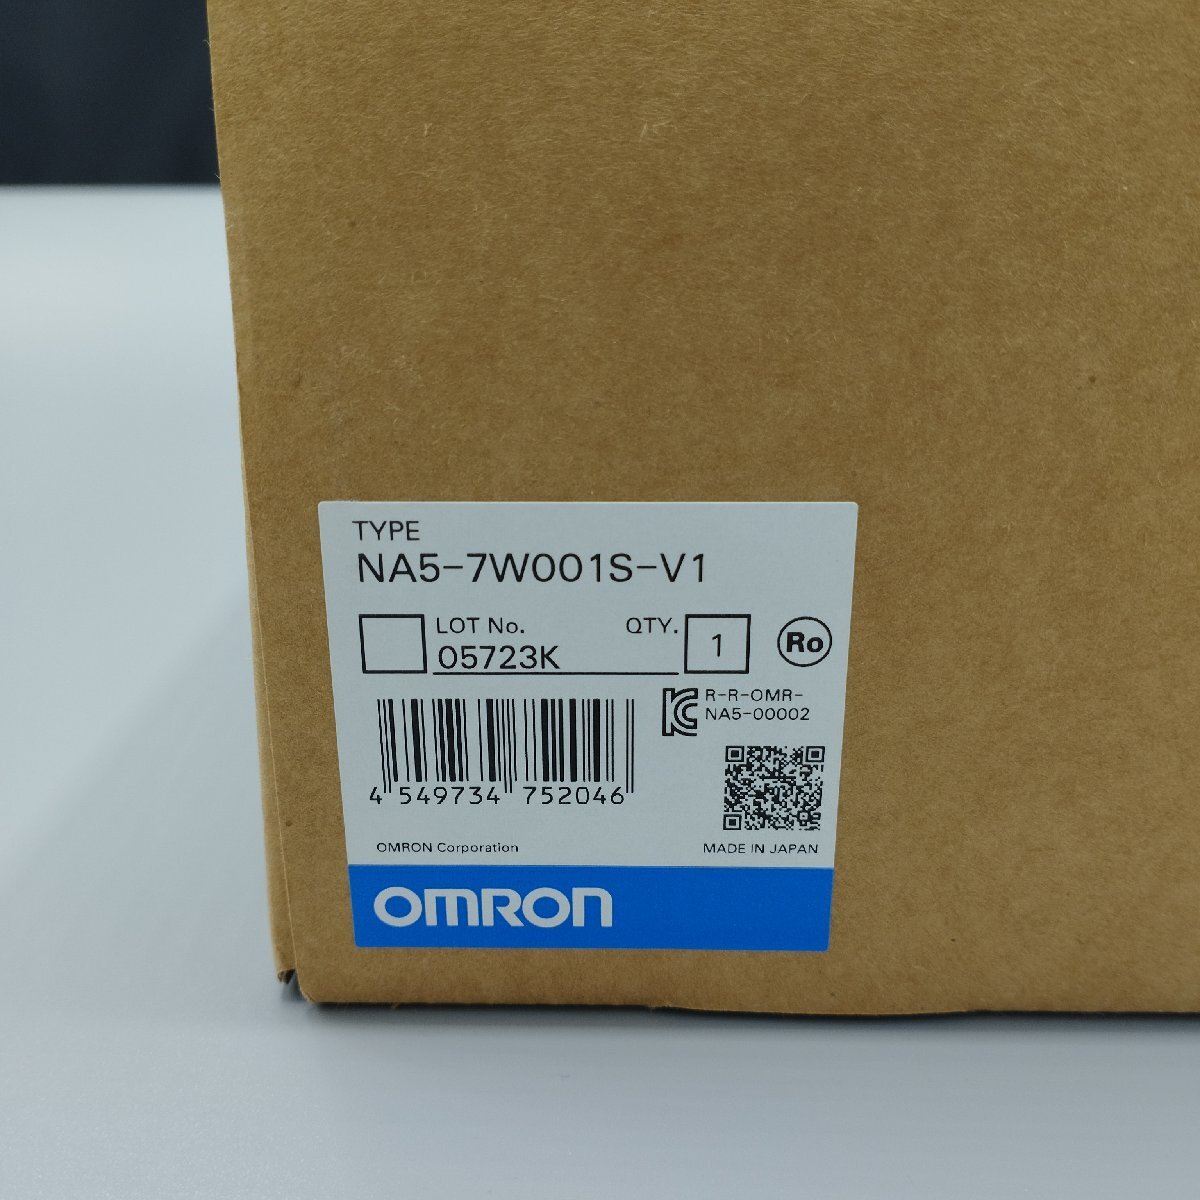 TYPE
NA5-7W001S-V1
LOT No. QTY.
05723K 1 Ro
R-R-OMR-
NA5-00002
4 549734 752046
OMRON Corporation MADE IN JAPAN
OMRON